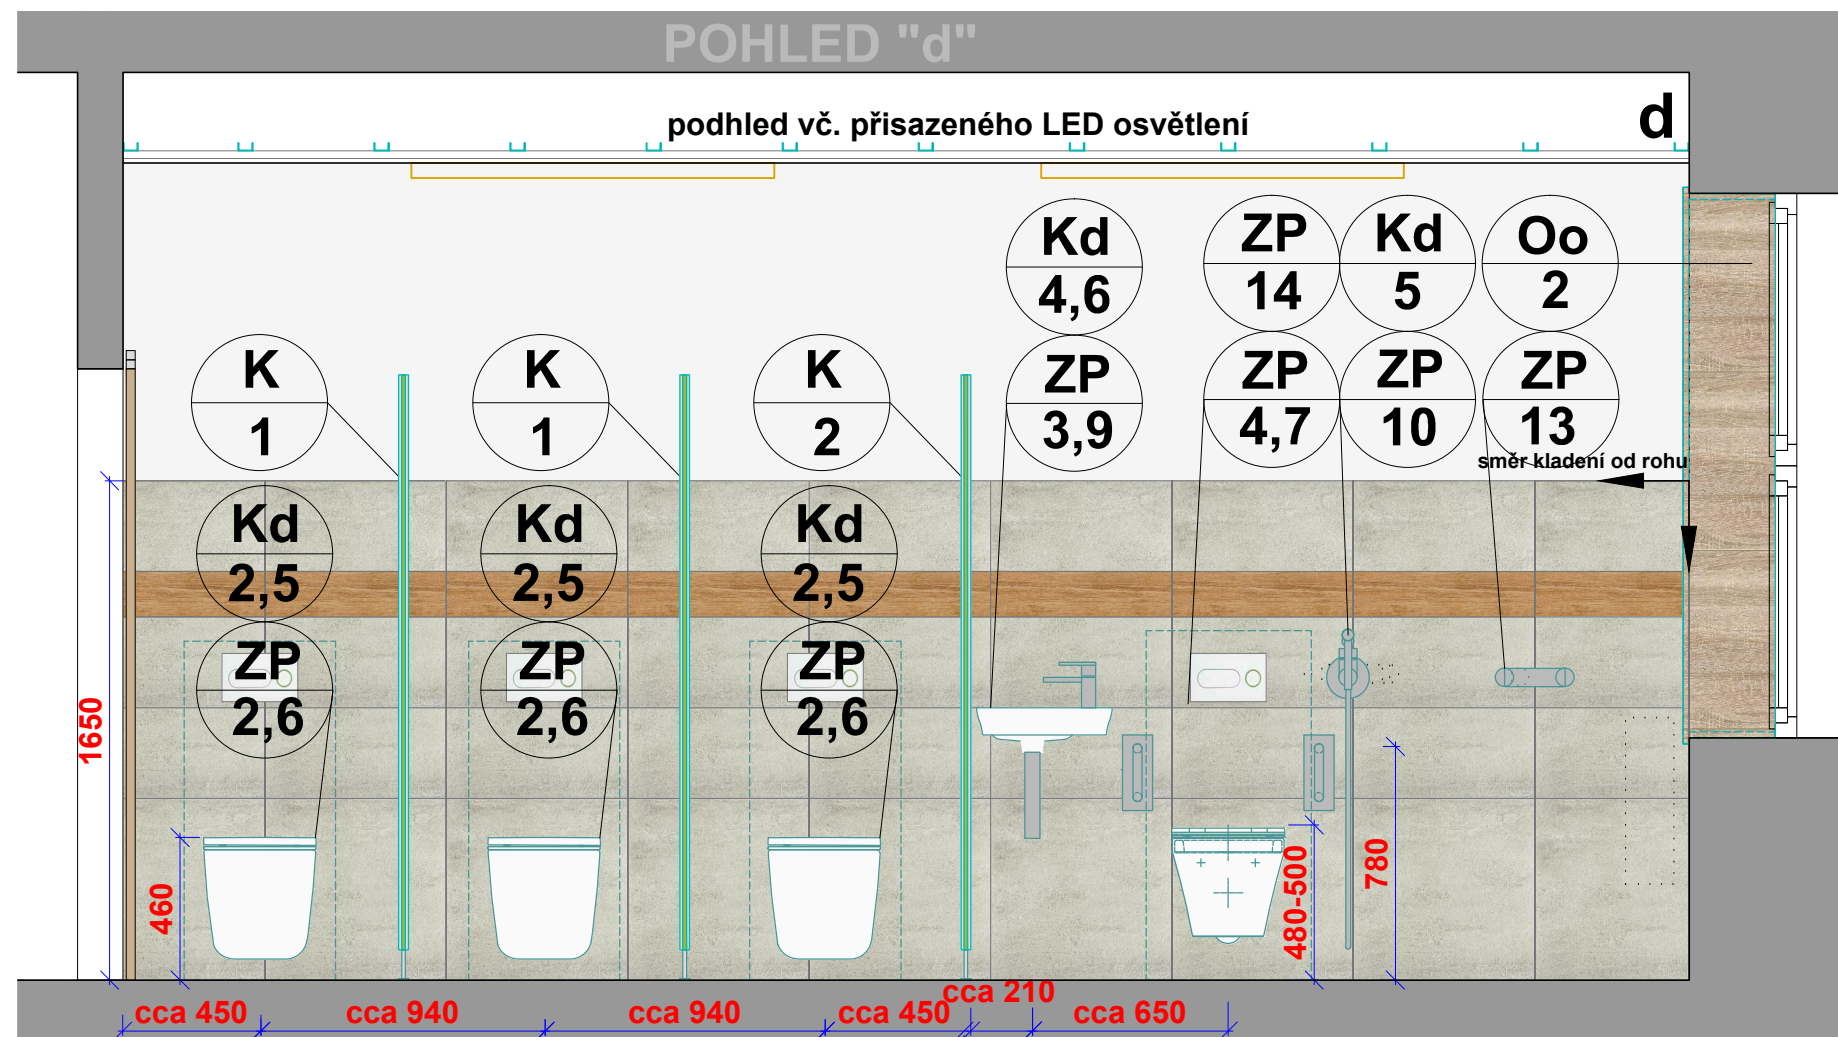 POHLED "d"
podhled vč. přisazeného LED osvětlení
d
Kd
4,6
ZP
14
Kd
5
Oo
2
K
1
K
1
K
2
ZP
3,9
ZP
4,7
ZP
10
ZP
13
směr kladení od rohu
Kd
2,5
Kd
2,5
Kd
2,5
ZP
2,6
ZP
2,6
ZP
2,6
1650
460
480-500
780
cca 450
cca 940
cca 940
cca 450
cca 210
cca 650